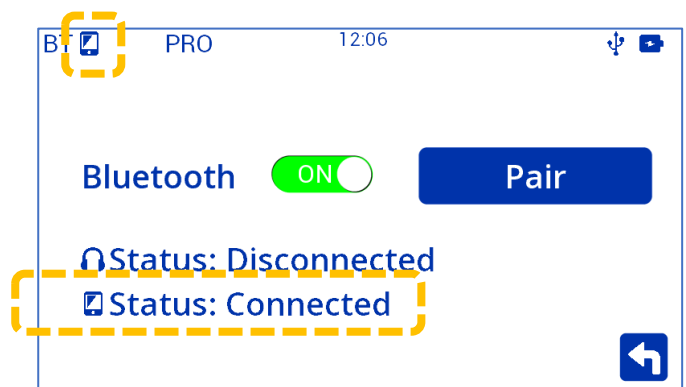 BT PRO 12:06
Bluetooth ON Pair
Status: Disconnected
Status: Connected